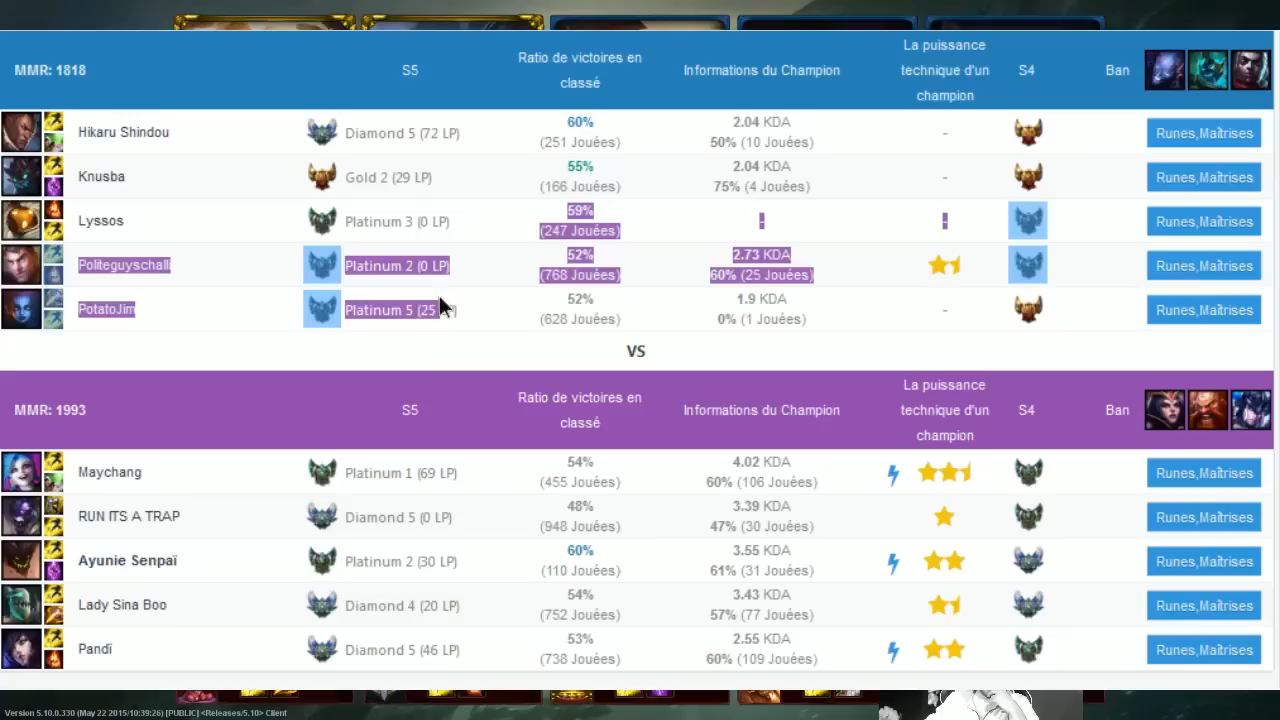 MMR: 1818
S5
Ratio de victoires en
classé
Informations du Champion
La puissance
technique d'un
champion
S4
Ban
Hikaru Shindou
Diamond 5 (72 LP)
60%
(251 Jouées)
2.04 KDA
50% (10 Jouées)
-
Runes,Maîtrises
Knusba
Gold 2 (29 LP)
55%
(166 Jouées)
2.04 KDA
75% (4 Jouées)
-
Runes,Maîtrises
Lyssos
Platinum 3 (0 LP)
59%
(247 Jouées)
-
-
Runes,Maîtrises
Politeguyschalli
Platinum 2 (0 LP)
52%
(768 Jouées)
2.73 KDA
60% (25 Jouées)
Runes,Maîtrises
PotatoJim
Platinum 5 (25
52%
(628 Jouées)
1.9 KDA
0% (1 Jouées)
-
Runes,Maîtrises
VS
MMR: 1993
S5
Ratio de victoires en
classé
Informations du Champion
La puissance
technique d'un
champion
S4
Ban
Maychang
Platinum 1 (69 LP)
54%
(455 Jouées)
4.02 KDA
60% (106 Jouées)
Runes,Maîtrises
RUN ITS A TRAP
Diamond 5 (0 LP)
48%
(948 Jouées)
3.39 KDA
47% (30 Jouées)
Runes,Maîtrises
Ayunie Senpaï
Platinum 2 (30 LP)
60%
(110 Jouées)
3.55 KDA
61% (31 Jouées)
Runes,Maîtrises
Lady Sina Boo
Diamond 4 (20 LP)
54%
(752 Jouées)
3.43 KDA
57% (77 Jouées)
Runes,Maîtrises
Pandï
Diamond 5 (46 LP)
53%
(738 Jouées)
2.55 KDA
60% (109 Jouées)
Runes,Maîtrises
Version 5.10.0.330 (May 22 2015/10:39:26) [PUBLIC] <Releases/5.10> Client